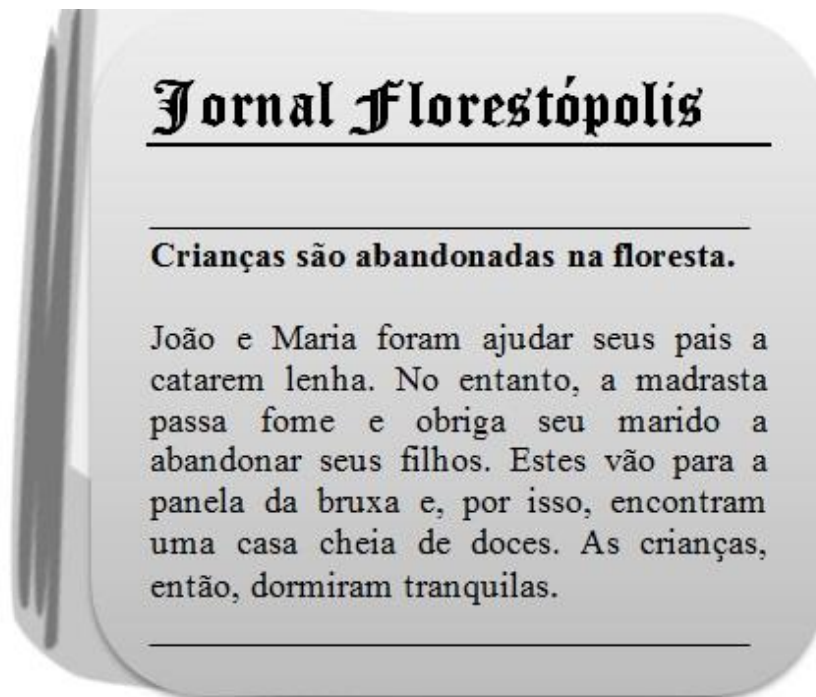 Jornal Florestópolis
Crianças são abandonadas na floresta.
João e Maria foram ajudar seus pais a
catarem lenha. No entanto, a madrasta
passa fome e obriga seu marido a
abandonar seus filhos. Estes vão para a
panela da bruxa e, por isso, encontram
uma casa cheia de doces. As crianças,
então, dormiram tranquilas.